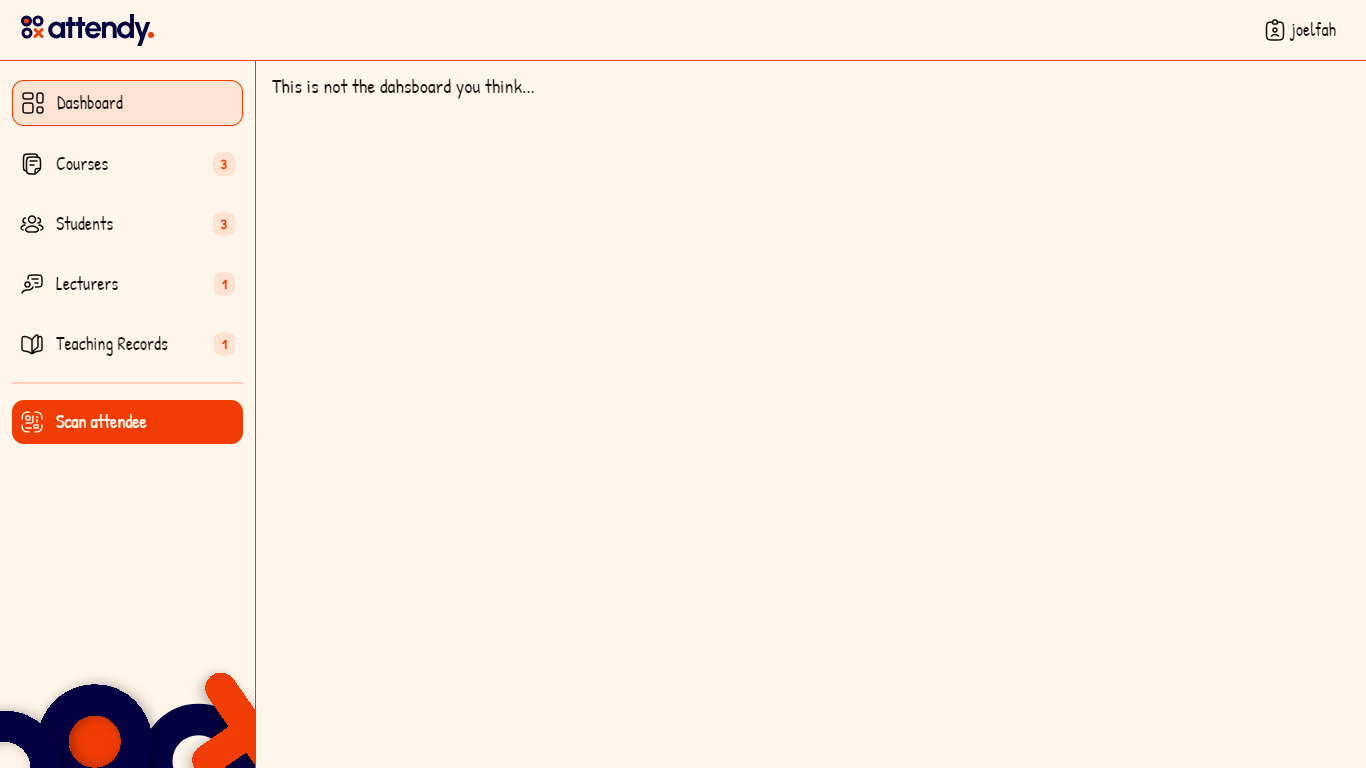 attendy.
joelfah
Dashboard
Courses 3
Students 3
Lecturers 1
Teaching Records 1
Scan attendee
This is not the dahsboard you think...